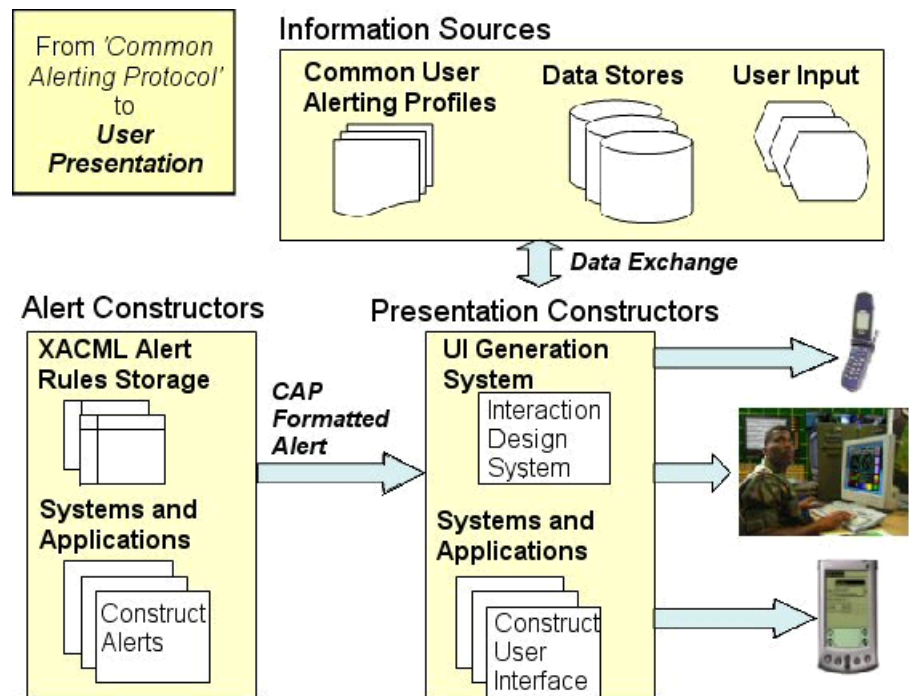 From 'Common
Alerting Protocol'
to
User
Presentation
Information Sources
Common User
Alerting Profiles
Data Stores
User Input
Data Exchange
Alert Constructors
XACML Alert
Rules Storage
Systems and
Applications
Construct
Alerts
CAP
Formatted
Alert
Presentation Constructors
UI Generation
System
Interaction
Design
System
Systems and
Applications
Construct
User
Interface